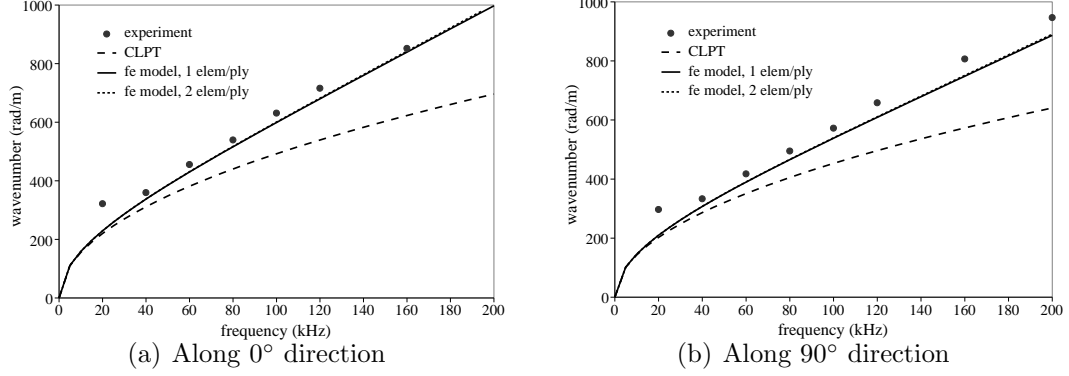 1000
800
600
400
200
0
wavenumber (rad/m)
experiment
CLPT
fe model, 1 elem/ply
fe model, 2 elem/ply
0 20 40 60 80 100 120 140 160 180 200
frequency (kHz)
(a) Along 0° direction
1000
800
600
400
200
0
wavenumber (rad/m)
experiment
CLPT
fe model, 1 elem/ply
fe model, 2 elem/ply
0 20 40 60 80 100 120 140 160 180 200
frequency (kHz)
(b) Along 90° direction